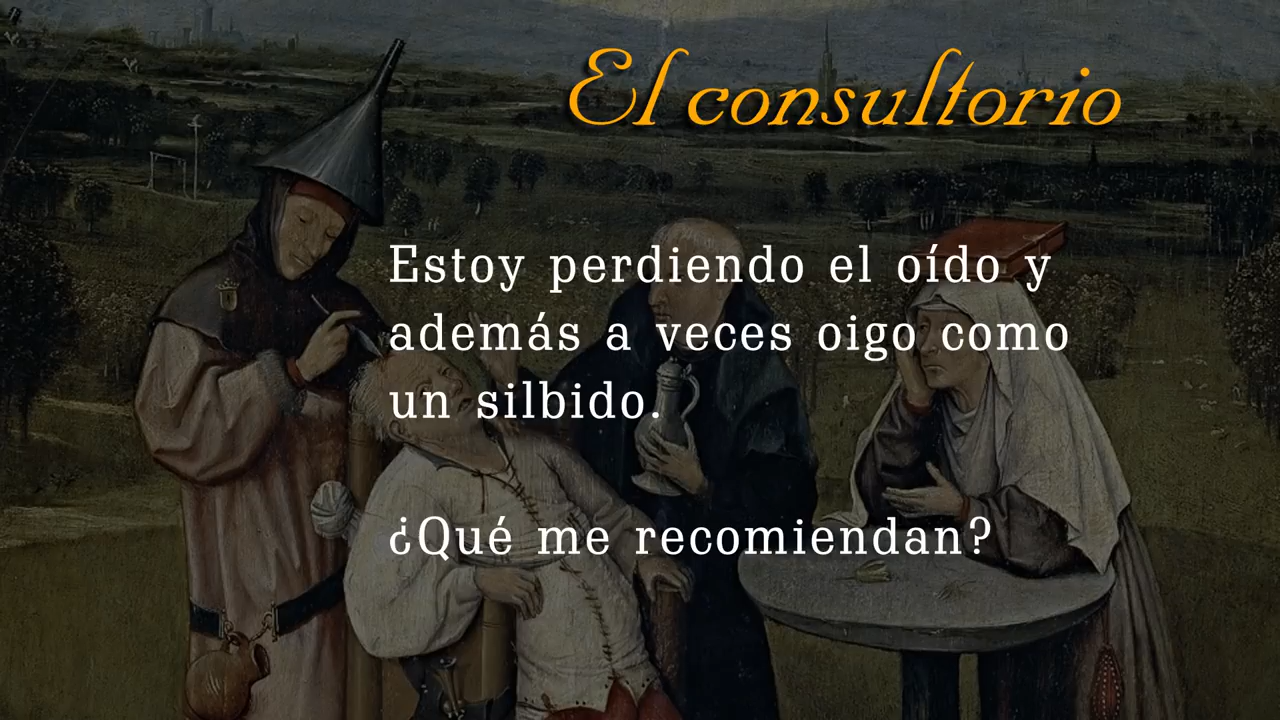 El consultorio
Estoy perdiendo el oído y
además a veces oigo como
un silbido.
¿Qué me recomiendan?